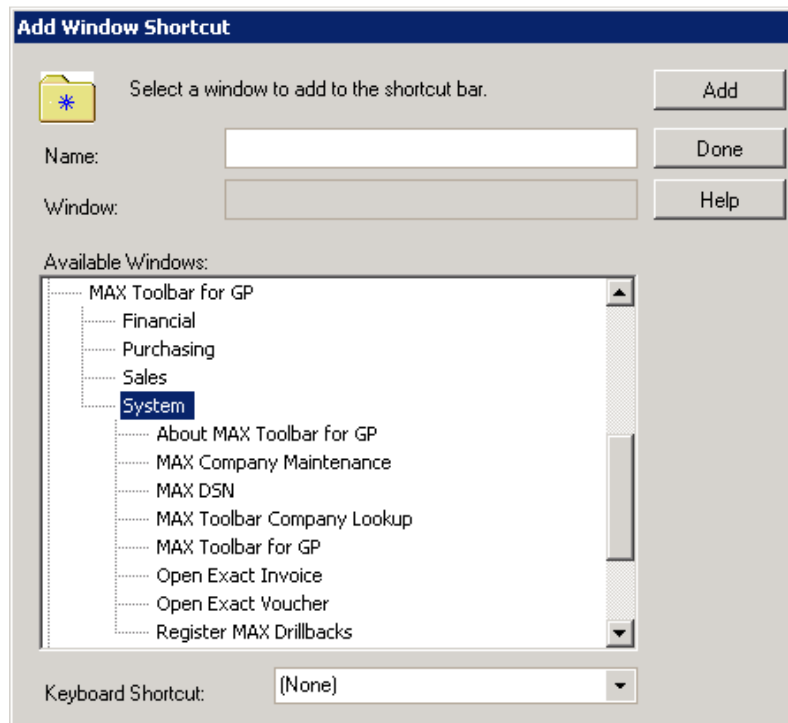 Add Window Shortcut
Select a window to add to the shortcut bar.
Add
Name:
Done
Window:
Help
Available Windows:
MAX Toolbar for GP
Financial
Purchasing
Sales
System
About MAX Toolbar for GP
MAX Company Maintenance
MAX DSN
MAX Toolbar Company Lookup
MAX Toolbar for GP
Open Exact Invoice
Open Exact Voucher
Register MAX Drillbacks
Keyboard Shortcut:
(None)